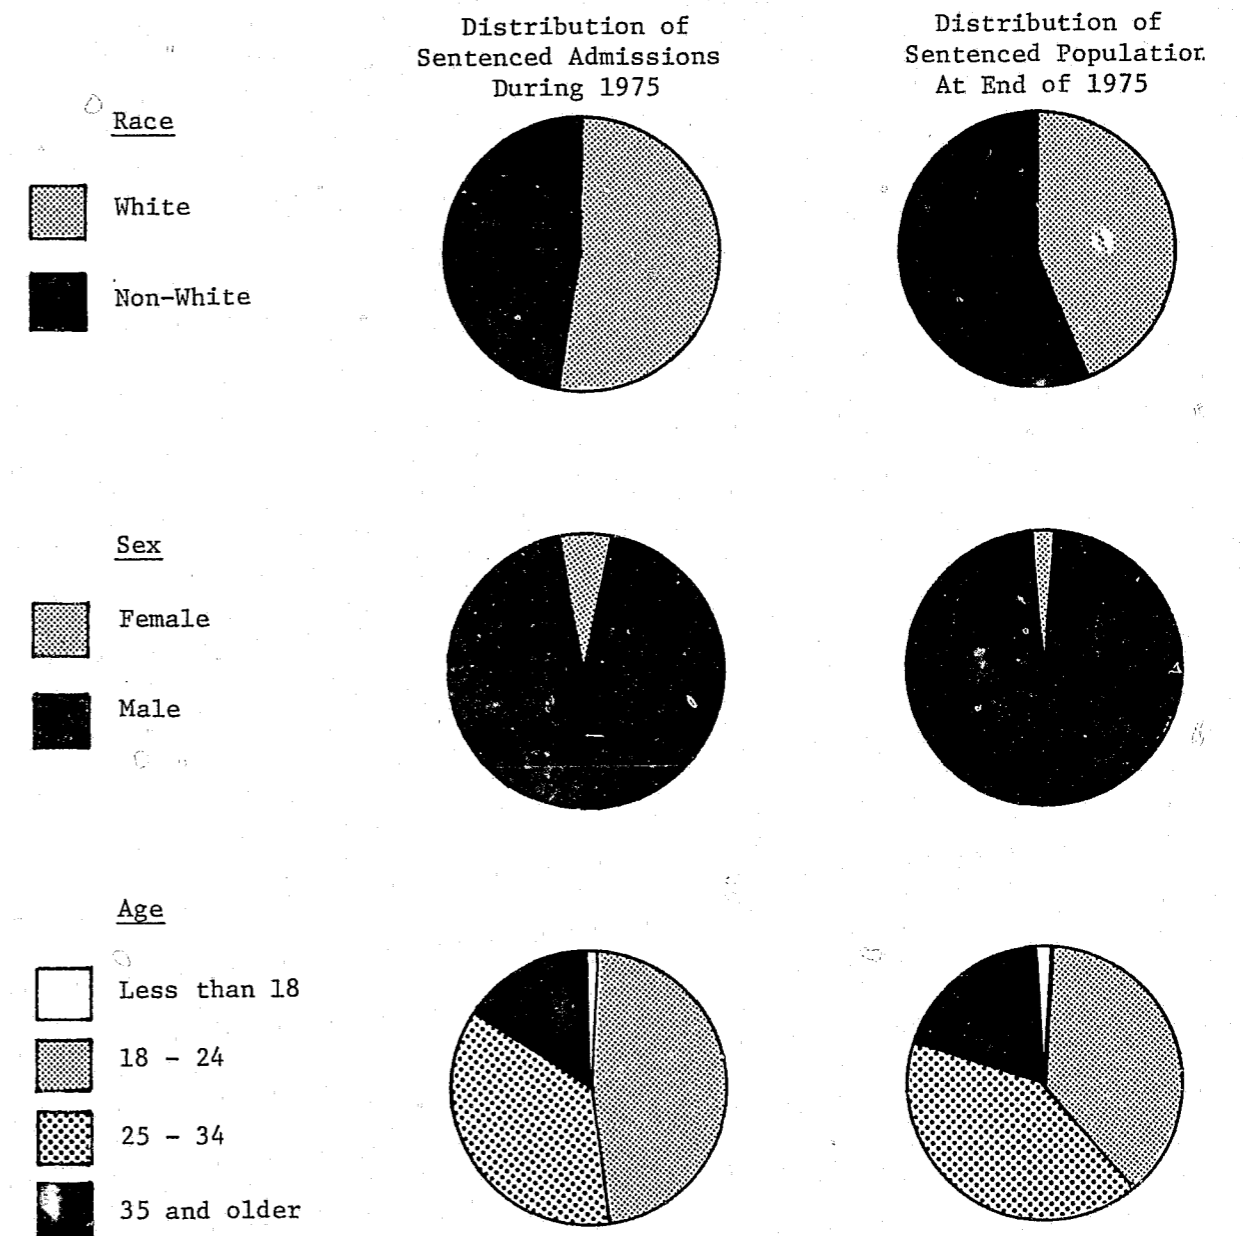 Distribution of
Sentenced Admissions
During 1975
Distribution of
Sentenced Population
At End of 1975
Race
White
Non-White
Sex
Female
Male
Age
Less than 18
18 - 24
25 - 34
35 and older